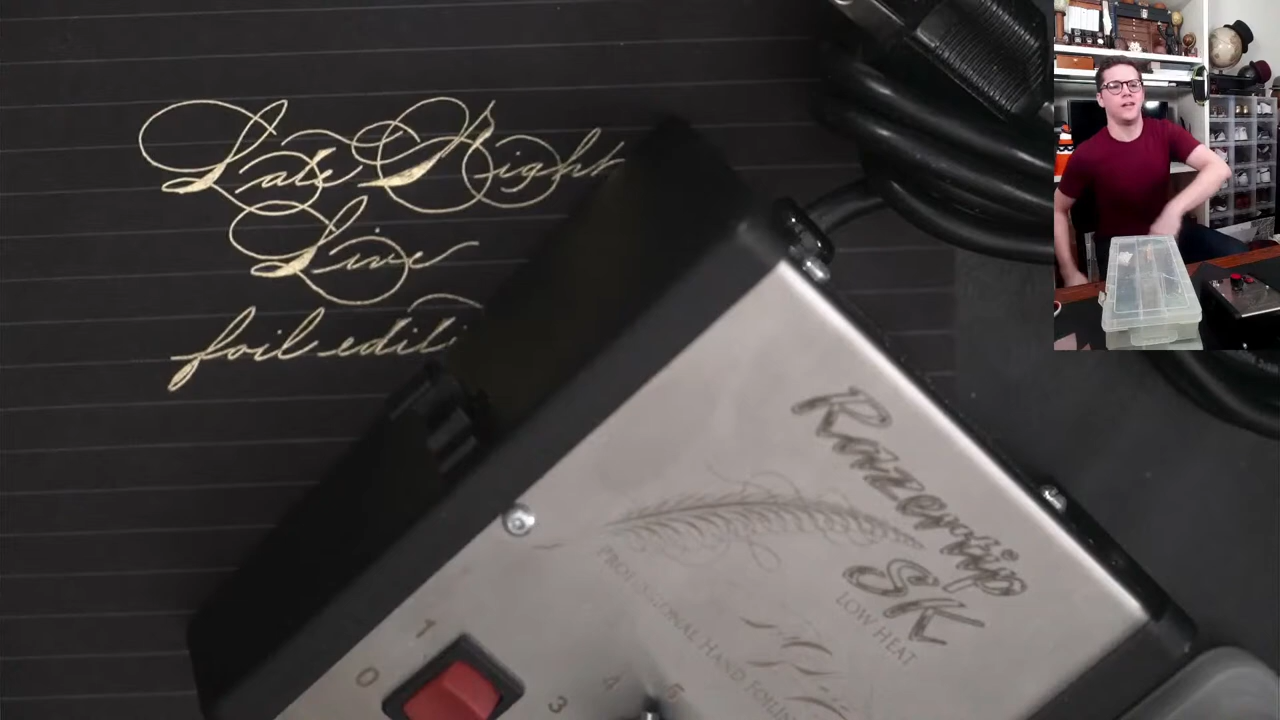 Late Night
Live
foil editi
Razertip
SK
LOW HEAT
PROFESSIONAL HAND FOILING
1
0
3
4
5